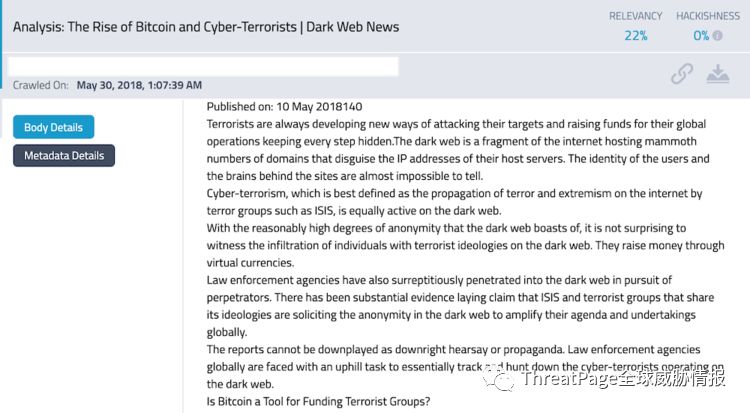 Analysis: The Rise of Bitcoin and Cyber-Terrorists | Dark Web News
RELEVANCY
HACKISHNESS
22%
0%
Crawled On: May 30, 2018, 1:07:39 AM
Body Details
Metadata Details
Published on: 10 May 2018140
Terrorists are always developing new ways of attacking their targets and raising funds for their global
operations keeping every step hidden.The dark web is a fragment of the internet hosting mammoth
numbers of domains that disguise the IP addresses of their host servers. The identity of the users and
the brains behind the sites are almost impossible to tell.
Cyber-terrorism, which is best defined as the propagation of terror and extremism on the internet by
terror groups such as ISIS, is equally active on the dark web.
With the reasonably high degrees of anonymity that the dark web boasts of, it is not surprising to
witness the infiltration of individuals with terrorist ideologies on the dark web. They raise money through
virtual currencies.
Law enforcement agencies have also surreptitiously penetrated into the dark web in pursuit of
perpetrators. There has been substantial evidence laying claim that ISIS and terrorist groups that share
its ideologies are soliciting the anonymity in the dark web to amplify their agenda and undertakings
globally.
The reports cannot be downplayed as downright hearsay or propaganda. Law enforcement agencies
globally are faced with an uphill task to essentially track hunt down the cyber-terrorists operating on
the dark web.
Is Bitcoin a Tool for Funding Terrorist Groups?
ThreatPage全球威胁情报